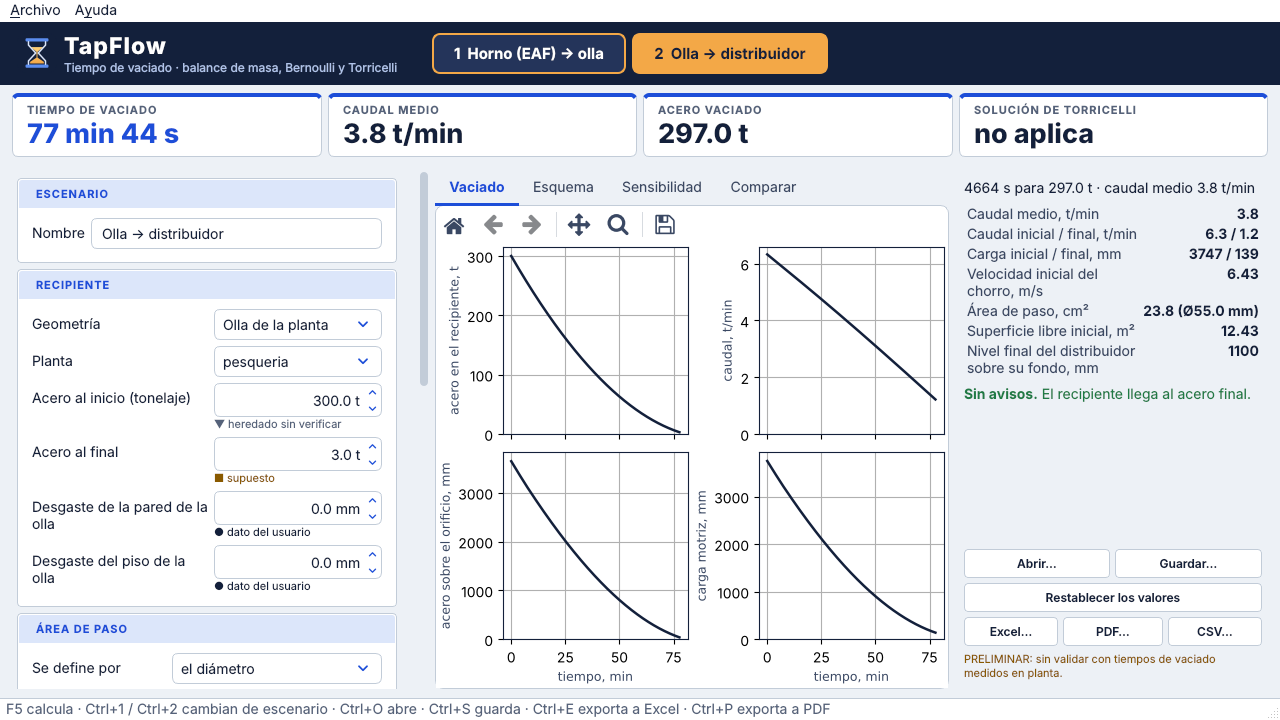 Archivo Ayuda
TapFlow
Tiempo de vaciado · balance de masa, Bernoulli y Torricelli
1 Horno (EAF) → olla
2 Olla → distribuidor
TIEMPO DE VACIADO
77 min 44 s
CAUDAL MEDIO
3.8 t/min
ACERO VACIADO
297.0 t
SOLUCIÓN DE TORRICELLI
no aplica
ESCENARIO
Nombre Olla → distribuidor
RECIPIENTE
Geometría Olla de la planta
Planta pesqueria
Acero al inicio (tonelaje) 300.0 t
▼ heredado sin verificar
Acero al final 3.0 t
■ supuesto
Desgaste de la pared de la
olla
0.0 mm
● dato del usuario
Desgaste del piso de la
olla
0.0 mm
● dato del usuario
ÁREA DE PASO
Se define por el diámetro
Vaciado Esquema Sensibilidad Comparar
acero en el recipiente, t
300
200
100
0
caudal, t/min
6
4
2
0
acero sobre el orificio, mm
3000
2000
1000
0
0 25 50 75
tiempo, min
carga motriz, mm
3000
2000
1000
0
0 25 50 75
tiempo, min
4664 s para 297.0 t · caudal medio 3.8 t/min
Caudal medio, t/min 3.8
Caudal inicial / final, t/min 6.3 / 1.2
Carga inicial / final, mm 3747 / 139
Velocidad inicial del 6.43
chorro, m/s
Área de paso, cm² 23.8 (Ø55.0 mm)
Superficie libre inicial, m² 12.43
Nivel final del distribuidor 1100
sobre su fondo, mm
Sin avisos. El recipiente llega al acero final.
Abrir... Guardar...
Restablecer los valores
Excel... PDF... CSV...
PRELIMINAR: sin validar con tiempos de vaciado
medidos en planta.
F5 calcula · Ctrl+1 / Ctrl+2 cambian de escenario · Ctrl+O abre · Ctrl+S guarda · Ctrl+E exporta a Excel · Ctrl+P exporta a PDF